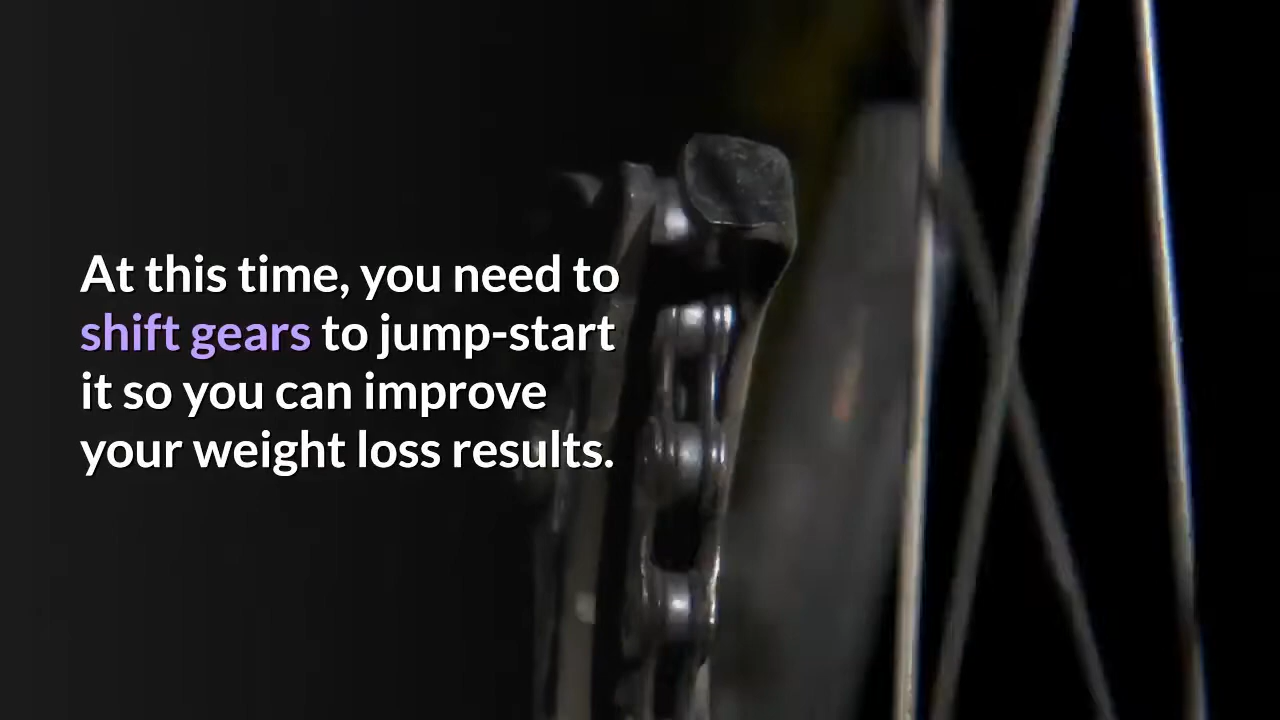 At this time, you need to
shift gears to jump-start
it so you can improve
your weight loss results.